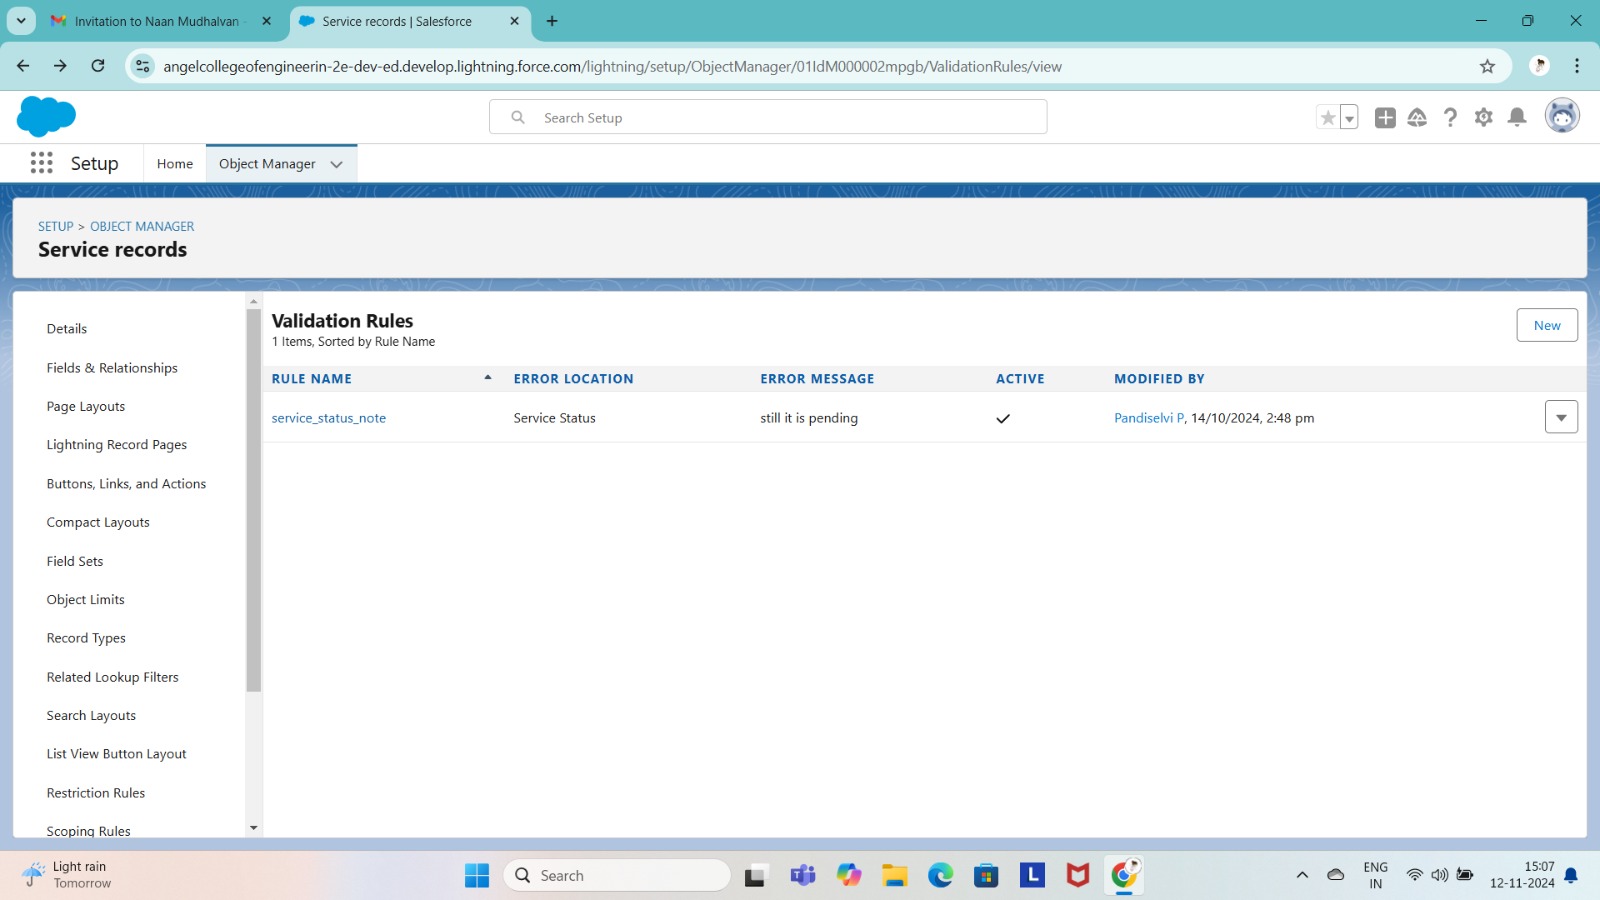 Invitation to Naan Mudhalvan
Service records | Salesforce
angelcollegeofengineerin-2e-dev-ed.develop.lightning.force.com/lightning/setup/ObjectManager/01IdM000002mpgb/ValidationRules/view
Search Setup
Setup
Home
Object Manager
SETUP > OBJECT MANAGER
Service records
Details
Fields & Relationships
Page Layouts
Lightning Record Pages
Buttons, Links, and Actions
Compact Layouts
Field Sets
Object Limits
Record Types
Related Lookup Filters
Search Layouts
List View Button Layout
Restriction Rules
Scoping Rules
Validation Rules
1 Items, Sorted by Rule Name
New
RULE NAME ERROR LOCATION ERROR MESSAGE ACTIVE MODIFIED BY
service_status_note Service Status still it is pending Pandiselvi P, 14/10/2024, 2:48 pm
Light rain
Tomorrow
Search
L
ENG
IN
15:07
12-11-2024